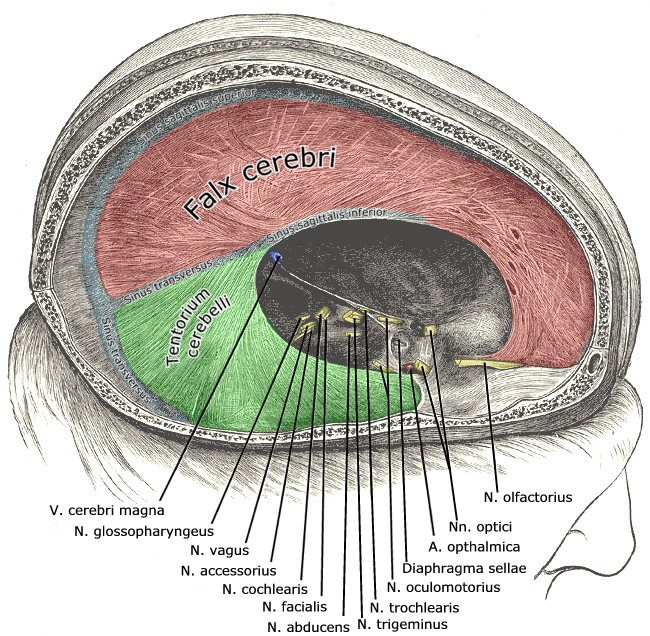 Sinus sagittalis superior
Falx cerebri
Sinus sagittalis inferior
Sinus transversus
Tentorium
cerebelli
Sinus transversus
V. cerebri magna
N. glossopharyngeus
N. vagus
N. accessorius
N. cochlearis
N. facialis
N. abducens
N. trigeminus
N. trochlearis
N. oculomotorius
Diaphragma sellae
A. opthalmica
Nn. optici
N. olfactorius